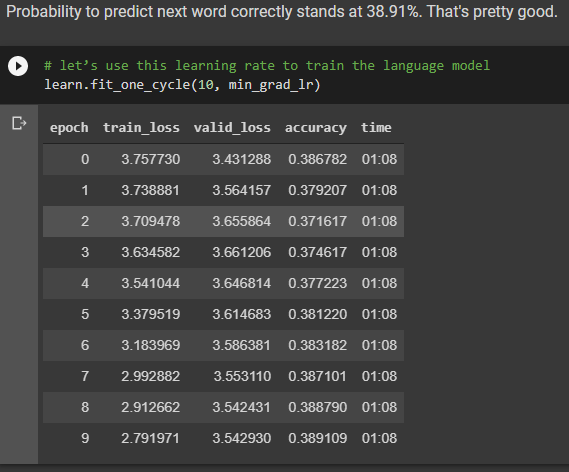 Probability to predict next word correctly stands at 38.91%. That's pretty good.
# let’s use this learning rate to train the language model
learn.fit_one_cycle(10, min_grad_lr)
epoch train_loss valid_loss accuracy time
0 3.757730 3.431288 0.386782 01:08
1 3.738881 3.564157 0.379207 01:08
2 3.709478 3.655864 0.371617 01:08
3 3.634582 3.661206 0.374617 01:08
4 3.541044 3.646814 0.377223 01:08
5 3.379519 3.614683 0.381220 01:08
6 3.183969 3.586381 0.383182 01:08
7 2.992882 3.553110 0.387101 01:08
8 2.912662 3.542431 0.388790 01:08
9 2.791971 3.542930 0.389109 01:08